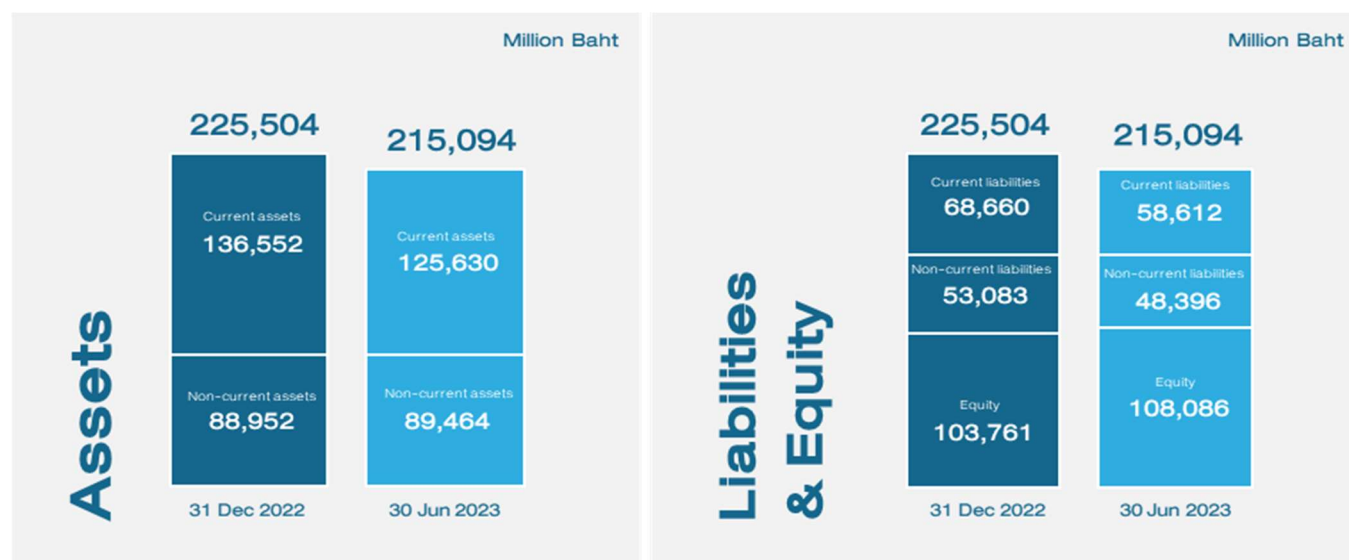 Million Baht
225,504
215,094
Current assets
136,552
Current assets
125,630
Non-current assets
88,952
Non-current assets
89,464
Assets
31 Dec 2022
30 Jun 2023
Million Baht
225,504
215,094
Current liabilities
68,660
Current liabilities
58,612
Non-current liabilities
53,083
Non-current liabilities
48,396
Equity
103,761
Equity
108,086
Liabilities
& Equity
31 Dec 2022
30 Jun 2023